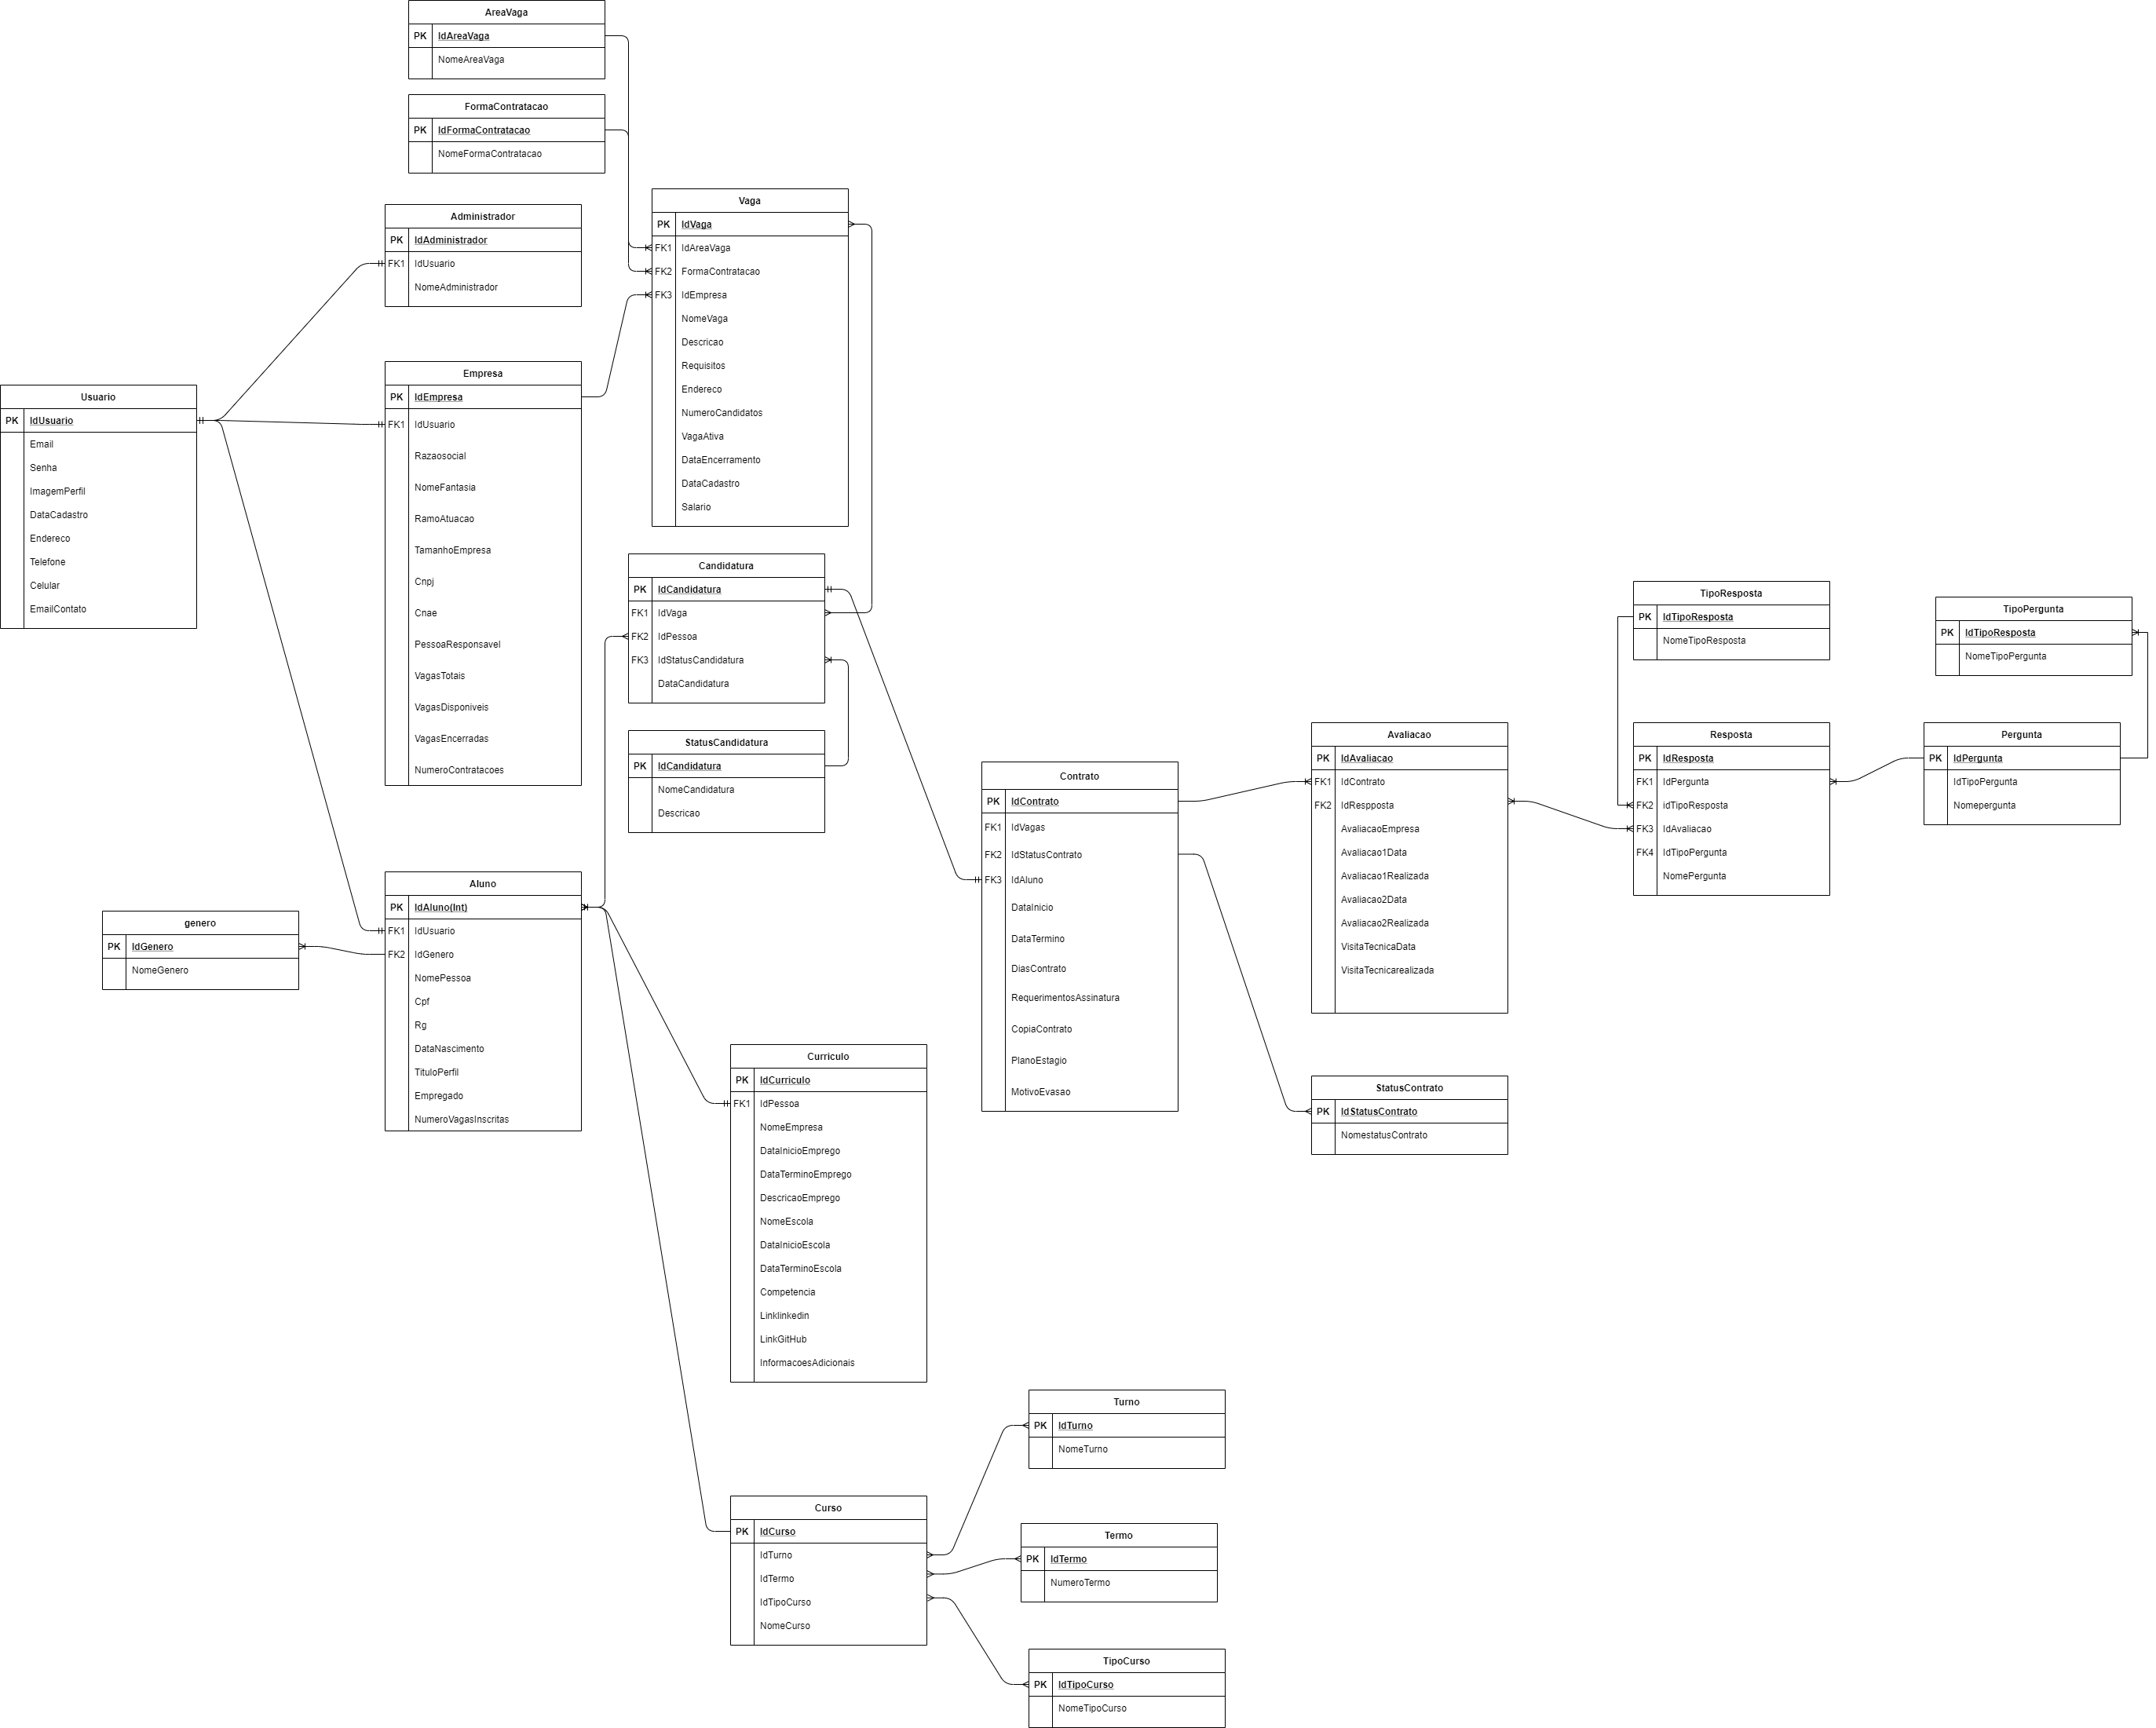 AreaVaga
PK IdAreaVaga
NomeAreaVaga
FormaContratacao
PK IdFormaContratacao
NomeFormaContratacao
Administrador
PK IdAdministrador
FK1 IdUsuario
NomeAdministrador
Vaga
PK IdVaga
FK1 IdAreaVaga
FK2 FormaContratacao
FK3 IdEmpresa
NomeVaga
Descricao
Requisitos
Endereco
NumeroCandidatos
VagaAtiva
DataEncerramento
DataCadastro
Salario
Empresa
PK IdEmpresa
FK1 IdUsuario
Razaosocial
NomeFantasia
RamoAtuacao
TamanhoEmpresa
Cnpj
Cnae
PessoaResponsavel
VagasTotais
VagasDisponiveis
VagasEncerradas
NumeroContratacoes
Usuario
PK IdUsuario
Email
Senha
ImagemPerfil
DataCadastro
Endereco
Telefone
Celular
EmailContato
Candidatura
PK IdCandidatura
FK1 IdVaga
FK2 IdPessoa
FK3 IdStatusCandidatura
DataCandidatura
StatusCandidatura
PK IdCandidatura
NomeCandidatura
Descricao
TipoResposta
PK IdTipoResposta
NomeTipoResposta
TipoPergunta
PK IdTipoResposta
NomeTipoPergunta
Contrato
PK IdContrato
FK1 IdVagas
FK2 IdStatusContrato
FK3 IdAluno
DataInicio
DataTermino
DiasContrato
RequerimentosAssinatura
CopiaContrato
PlanoEstagio
MotivoEvasao
Avaliacao
PK IdAvaliacao
FK1 IdContrato
FK2 IdRespposta
AvaliacaoEmpresa
Avaliacao1Data
Avaliacao1Realizada
Avaliacao2Data
Avaliacao2Realizada
VisitaTecnicaData
VisitaTecnicarealizada
Resposta
PK IdResposta
FK1 IdPergunta
FK2 idTipoResposta
FK3 IdAvaliacao
FK4 IdTipoPergunta
NomePergunta
Pergunta
PK IdPergunta
IdTipoPergunta
Nomepergunta
Aluno
PK IdAluno(Int)
FK1 IdUsuario
FK2 IdGenero
NomePessoa
Cpf
Rg
DataNascimento
TituloPerfil
Empregado
NumeroVagasInscritas
genero
PK IdGenero
NomeGenero
StatusContrato
PK IdStatusContrato
NomestatusContrato
Curriculo
PK IdCurriculo
FK1 IdPessoa
NomeEmpresa
DataInicioEmprego
DataTerminoEmprego
DescricaoEmprego
NomeEscola
DataInicioEscola
DataTerminoEscola
Competencia
Linklinkedin
LinkGitHub
InformacoesAdicionais
Turno
PK IdTurno
NomeTurno
Curso
PK IdCurso
IdTurno
IdTermo
IdTipoCurso
NomeCurso
Termo
PK IdTermo
NumeroTermo
TipoCurso
PK IdTipoCurso
NomeTipoCurso